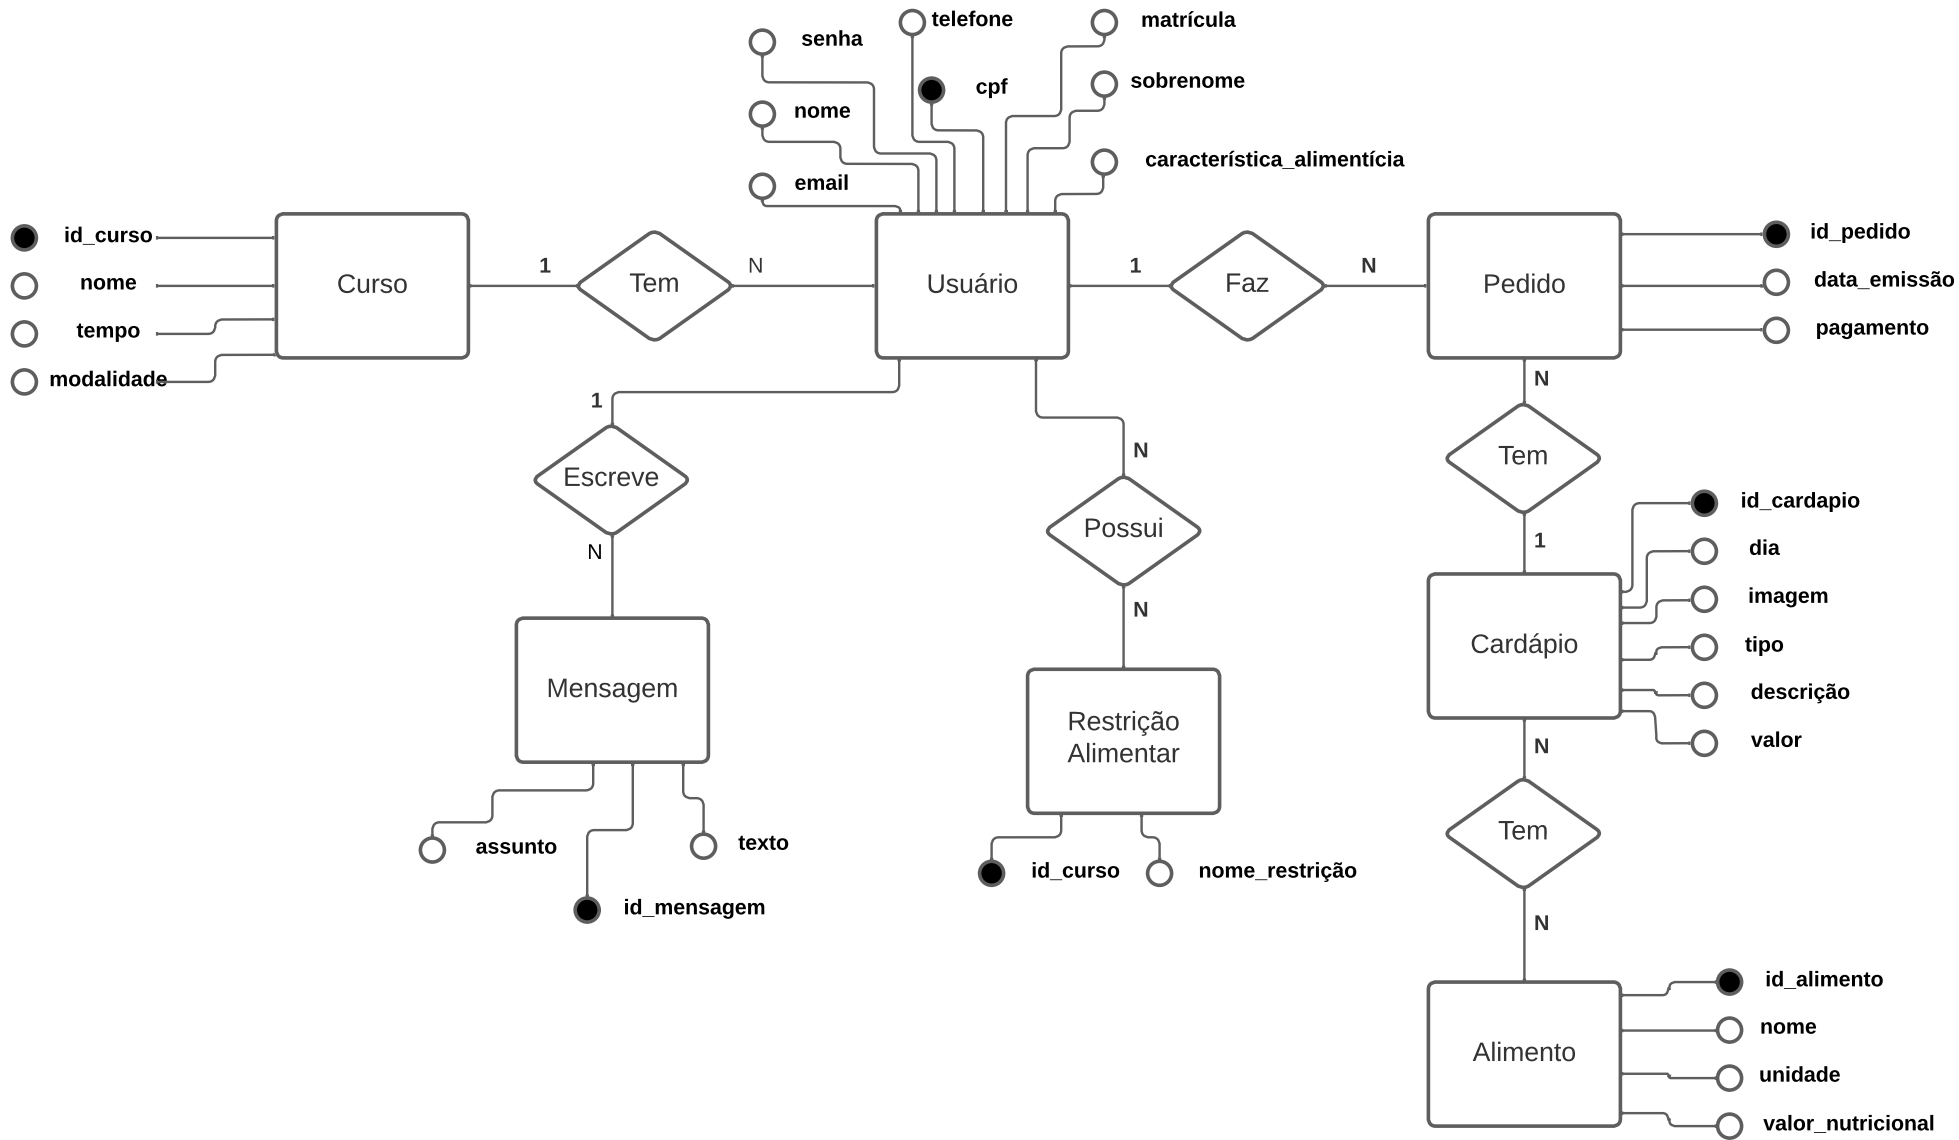 telefone
matrícula
senha
cpf
sobrenome
nome
característica_alimentícia
email
id_curso
nome
tempo
modalidade
Curso
1
Tem
N
Usuário
1
Faz
N
Pedido
id_pedido
data_emissão
pagamento
1
Escreve
N
Mensagem
assunto
texto
id_mensagem
N
Possui
N
Restrição
Alimentar
id_curso
nome_restrição
N
Tem
1
Cardápio
id_cardapio
dia
imagem
tipo
descrição
valor
N
Tem
N
Alimento
id_alimento
nome
unidade
valor_nutricional